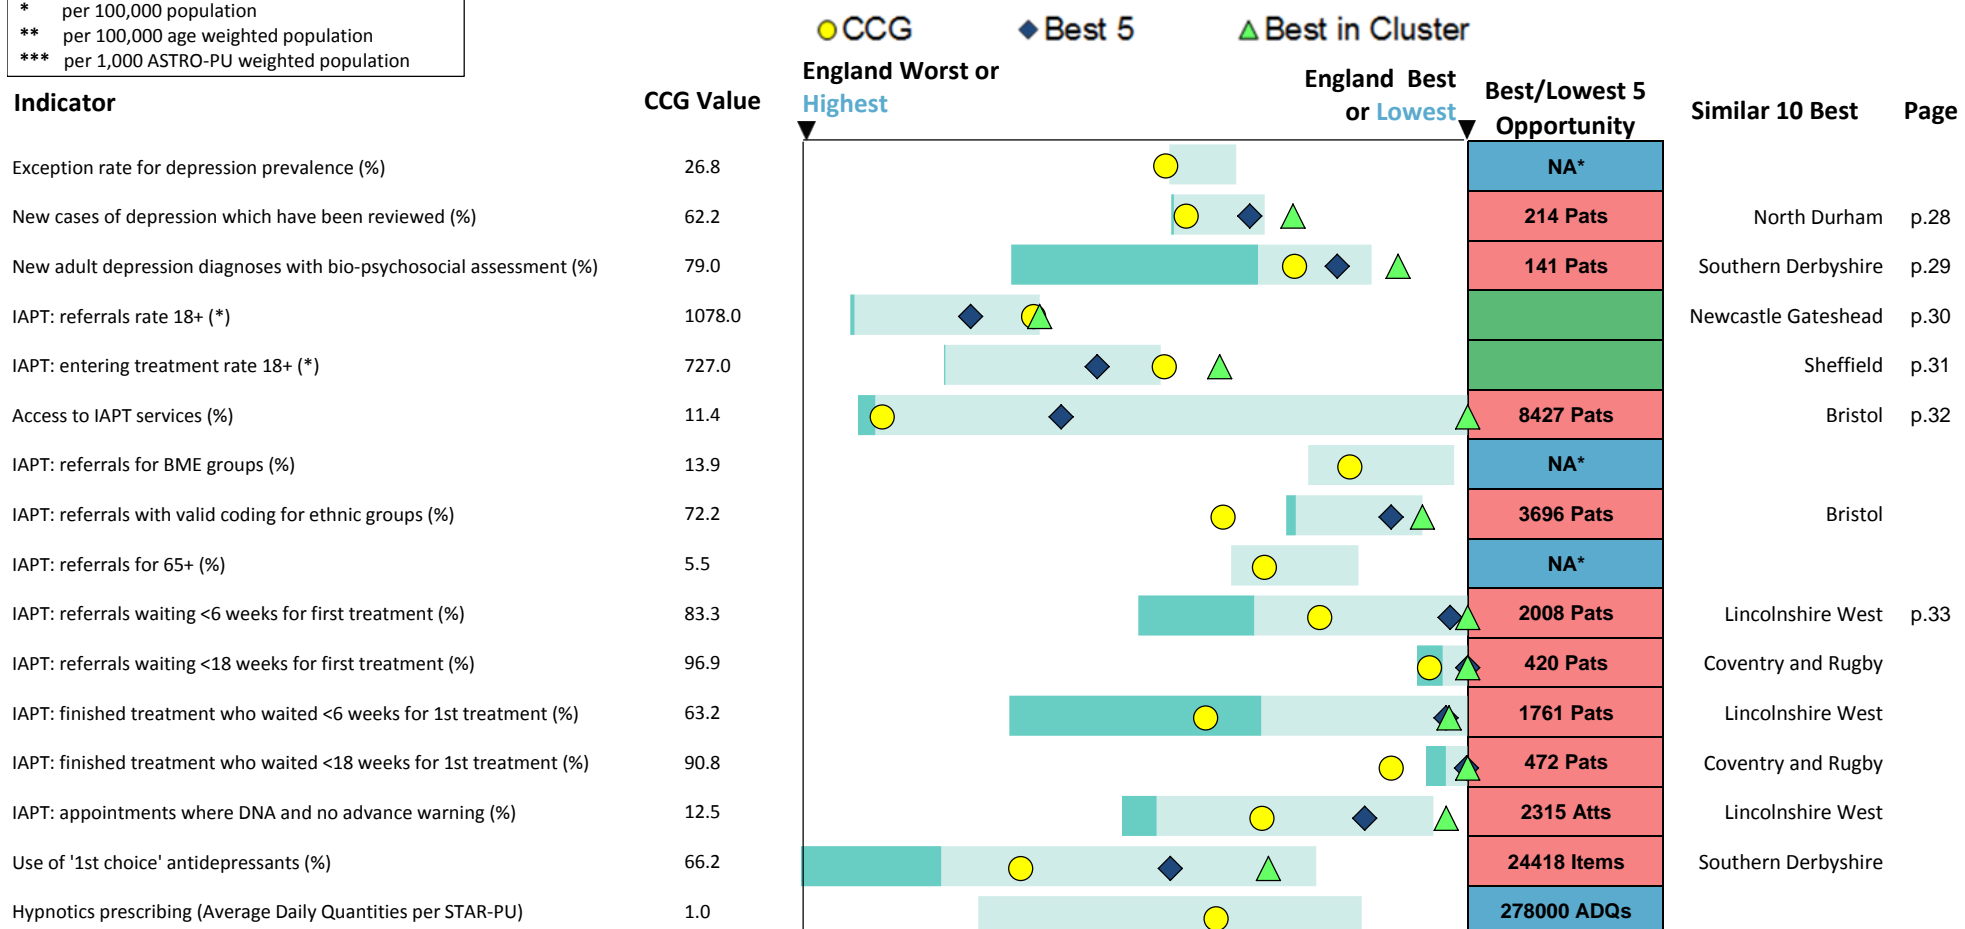 * per 100,000 population
** per 100,000 age weighted population
*** per 1,000 ASTRO-PU weighted population
CCG Best 5 Best in Cluster
Indicator CCG Value England Worst or Highest England Best or Lowest Best/Lowest 5 Opportunity Similar 10 Best Page
Exception rate for depression prevalence (%) 26.8 NA*
New cases of depression which have been reviewed (%) 62.2 214 Pats North Durham p.28
New adult depression diagnoses with bio-psychosocial assessment (%) 79.0 141 Pats Southern Derbyshire p.29
IAPT: referrals rate 18+ (*) 1078.0 Newcastle Gateshead p.30
IAPT: entering treatment rate 18+ (*) 727.0 Sheffield p.31
Access to IAPT services (%) 11.4 8427 Pats Bristol p.32
IAPT: referrals for BME groups (%) 13.9 NA*
IAPT: referrals with valid coding for ethnic groups (%) 72.2 3696 Pats Bristol
IAPT: referrals for 65+ (%) 5.5 NA*
IAPT: referrals waiting <6 weeks for first treatment (%) 83.3 2008 Pats Lincolnshire West p.33
IAPT: referrals waiting <18 weeks for first treatment (%) 96.9 420 Pats Coventry and Rugby
IAPT: finished treatment who waited <6 weeks for 1st treatment (%) 63.2 1761 Pats Lincolnshire West
IAPT: finished treatment who waited <18 weeks for 1st treatment (%) 90.8 472 Pats Coventry and Rugby
IAPT: appointments where DNA and no advance warning (%) 12.5 2315 Atts Lincolnshire West
Use of '1st choice' antidepressants (%) 66.2 24418 Items Southern Derbyshire
Hypnotics prescribing (Average Daily Quantities per STAR-PU) 1.0 278000 ADQs